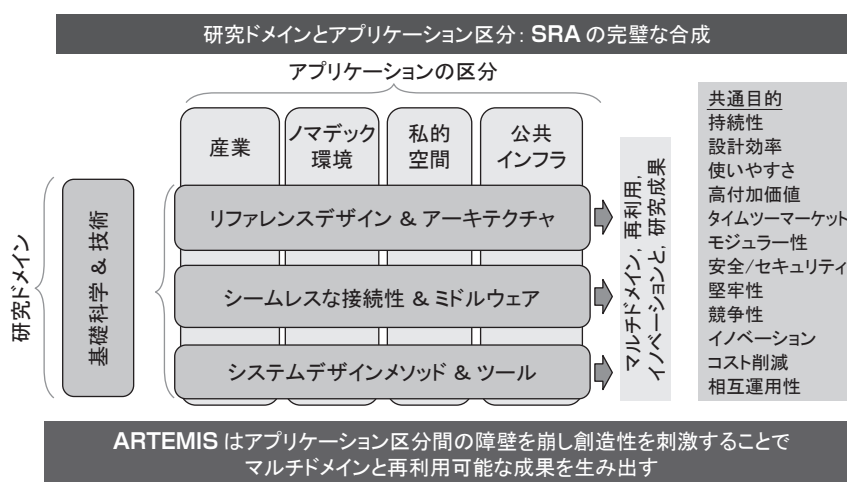 研究ドメインとアプリケーション区分: SRA の完璧な合成
アプリケーションの区分
産業
ノマデック
環境
私的
空間
公共
インフラ
研究ドメイン
基礎科学 & 技術
リファレンスデザイン & アーキテクチャ
シームレスな接続性 & ミドルウェア
システムデザインメソッド & ツール
マルチドメイン, 再利用,
イノベーションと, 研究成果
共通目的
持続性
設計効率
使いやすさ
高付加価値
タイムツーマーケット
モジュラー性
安全/セキュリティ
堅牢性
競争性
イノベーション
コスト削減
相互運用性
ARTEMIS はアプリケーション区分間の障壁を崩し創造性を刺激することで
マルチドメインと再利用可能な成果を生み出す